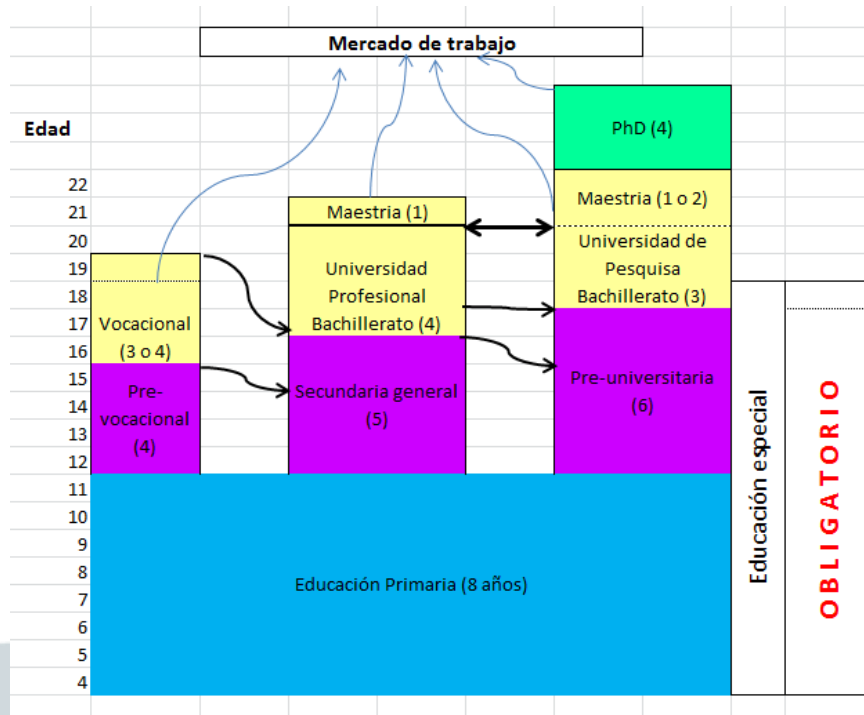 Mercado de trabajo
Edad
PhD (4)
22
21
20
19
18
17
16
15
14
13
12
11
10
9
8
7
6
5
4
Maestria (1)
Maestria (1 o 2)
Universidad
Profesional
Bachillerato (4)
Universidad de
Pesquisa
Bachillerato (3)
Vocacional
(3 o 4)
Pre-
vocacional
(4)
Secundaria general
(5)
Pre-universitaria
(6)
Educación Primaria (8 años)
Educación especial
OBLIGATORIO